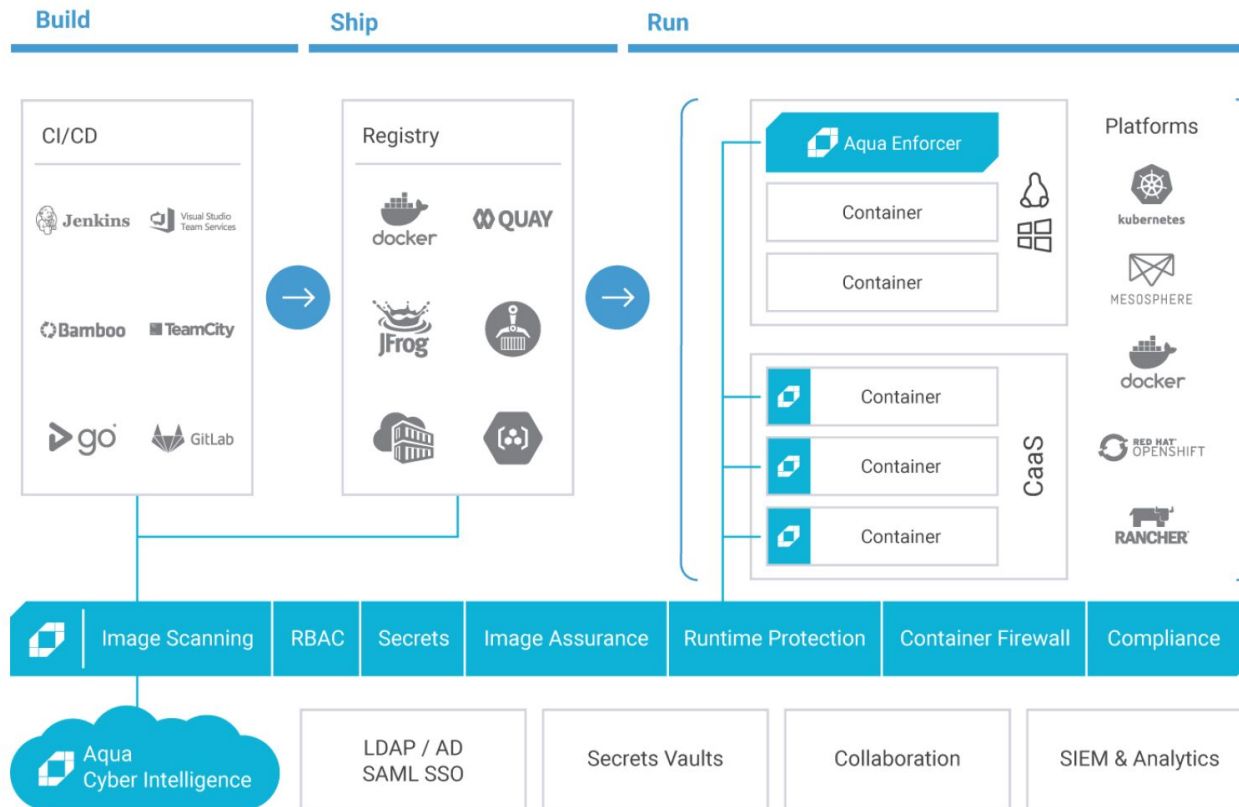 Build
Ship
Run
CI/CD
Jenkins
Visual Studio
Team Services
Bamboo
TeamCity
go
GitLab
Registry
docker
QUAY
JFrog
Aqua Enforcer
Container
Container
Container
Container
Container
CaaS
Platforms
kubernetes
MESOSPHERE
docker
RED HAT
OPENSHIFT
RANCHER
Image Scanning
RBAC
Secrets
Image Assurance
Runtime Protection
Container Firewall
Compliance
Aqua
Cyber Intelligence
LDAP / AD
SAML SSO
Secrets Vaults
Collaboration
SIEM & Analytics